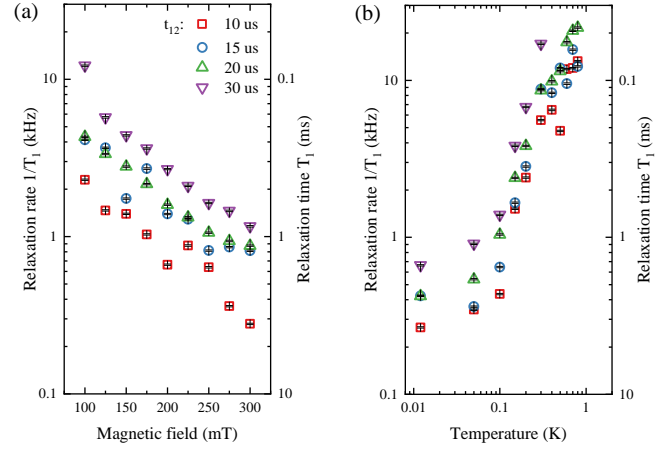 (a)
t₁₂:
10 us
15 us
20 us
30 us
10
1
0.1
Relaxation rate 1/T₁ (kHz)
0.1
1
10
Relaxation time T₁ (ms)
100
150
200
250
300
Magnetic field (mT)
(b)
10
1
0.1
Relaxation rate 1/T₁ (kHz)
0.1
1
10
Relaxation time T₁ (ms)
0.01
0.1
1
Temperature (K)